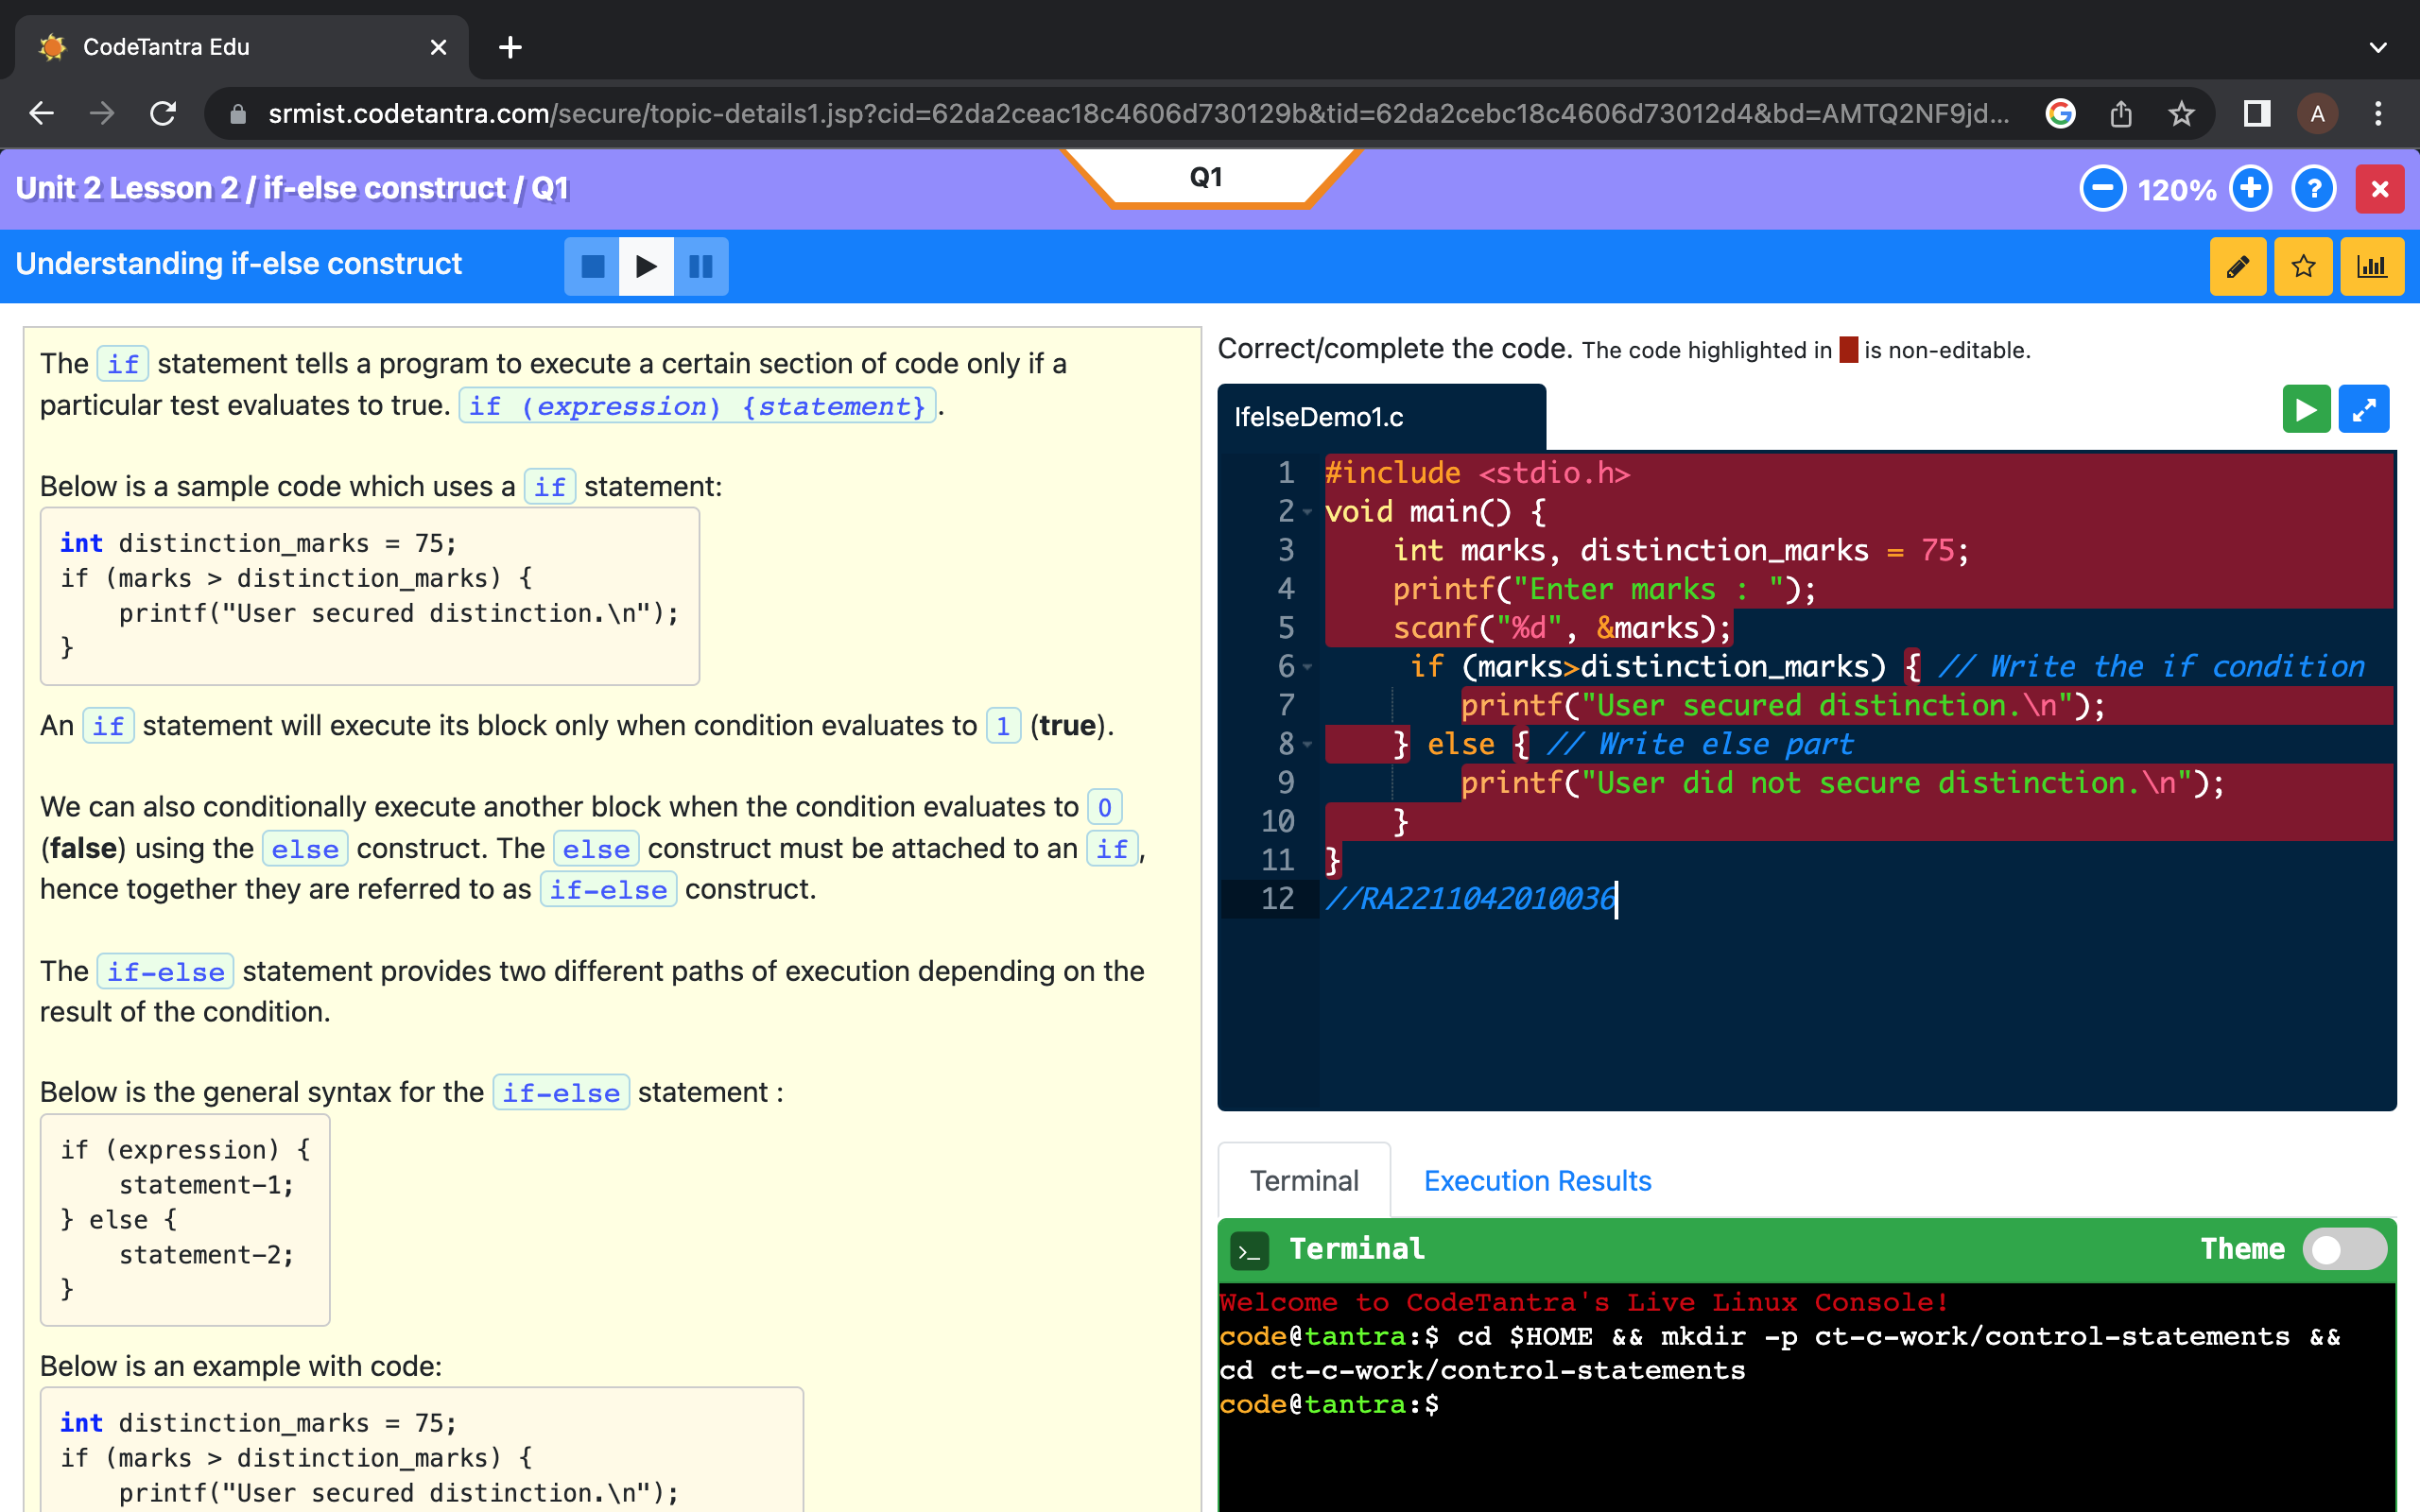 CodeTantra Edu
srmist.codetantra.com/secure/topic-details1.jsp?cid=62da2ceac18c4606d730129b&tid=62da2cebc18c4606d73012d4&bd=AMTQ2NF9jd...
A
Unit 2 Lesson 2 / if-else construct / Q1
Q1
120%
?
Understanding if-else construct
The if statement tells a program to execute a certain section of code only if a
particular test evaluates to true. if (expression) {statement}.
Below is a sample code which uses a if statement:
int distinction_marks = 75;
if (marks > distinction_marks) {
    printf("User secured distinction.\n");
}
An if statement will execute its block only when condition evaluates to 1 (true).
We can also conditionally execute another block when the condition evaluates to 0
(false) using the else construct. The else construct must be attached to an if,
hence together they are referred to as if-else construct.
The if-else statement provides two different paths of execution depending on the
result of the condition.
Below is the general syntax for the if-else statement :
if (expression) {
    statement-1;
} else {
    statement-2;
}
Below is an example with code:
int distinction_marks = 75;
if (marks > distinction_marks) {
    printf("User secured distinction.\n");
Correct/complete the code. The code highlighted in is non-editable.
IfelseDemo1.c
1 #include <stdio.h>
2 void main() {
3     int marks, distinction_marks = 75;
4     printf("Enter marks : ");
5     scanf("%d", &marks);
6      if (marks>distinction_marks) { // Write the if condition
7         printf("User secured distinction.\n");
8     } else { // Write else part
9         printf("User did not secure distinction.\n");
10     }
11 }
12 //RA2211042010036
Terminal
Execution Results
>_ Terminal
Theme
Welcome to CodeTantra's Live Linux Console!
code@tantra:$ cd $HOME && mkdir -p ct-c-work/control-statements &&
cd ct-c-work/control-statements
code@tantra:$